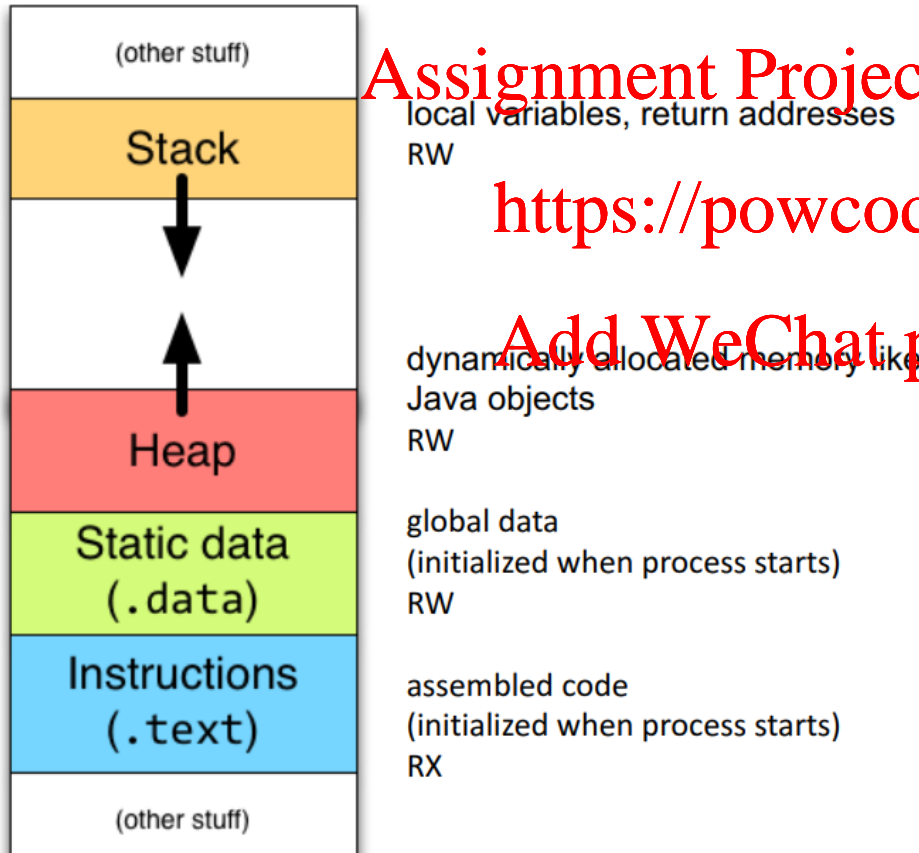 (other stuff)
Assignment Projec
Stack
local variables, return addresses
RW
https://powcoc
Add WeChat p
dynamically allocated memory like
Java objects
RW
Heap
Static data
(.data)
global data
(initialized when process starts)
RW
Instructions
(.text)
assembled code
(initialized when process starts)
RX
(other stuff)